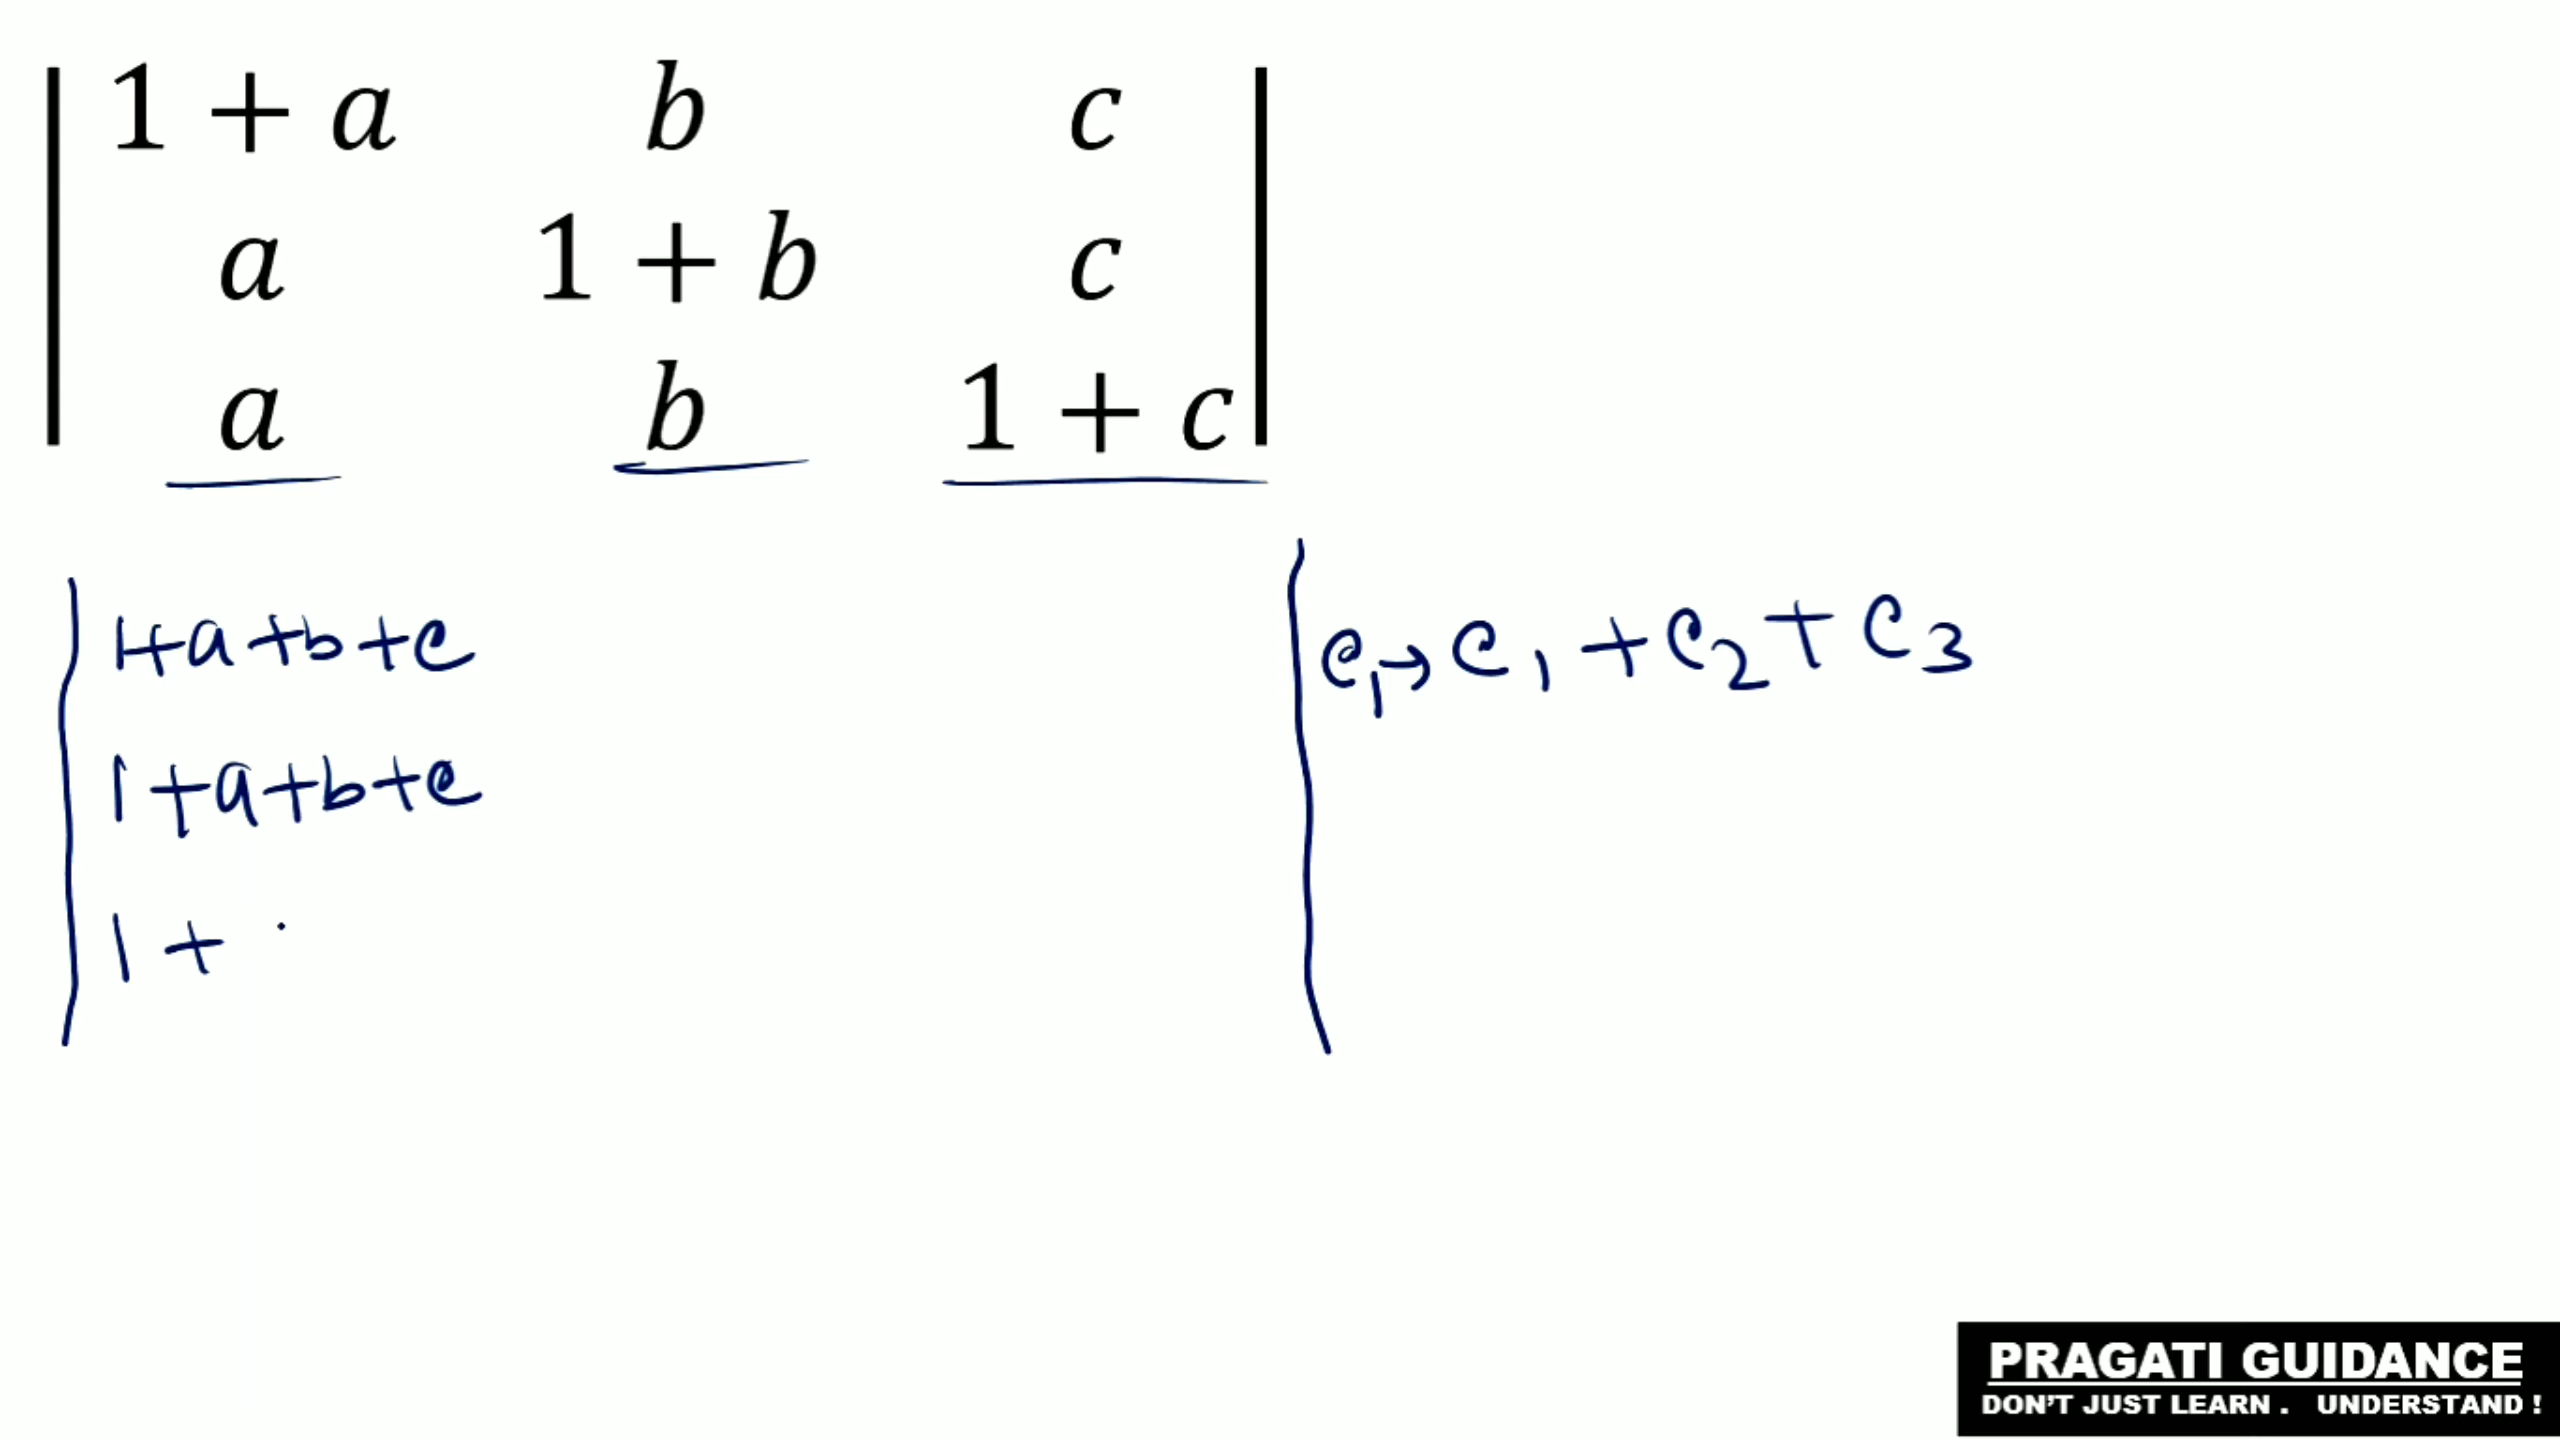 1 + a b c
a 1 + b c
a b 1 + c
1+a+b+c C₁→C₁+C₂+C₃
1+a+b+c
1+
PRAGATI GUIDANCE
DON'T JUST LEARN . UNDERSTAND !